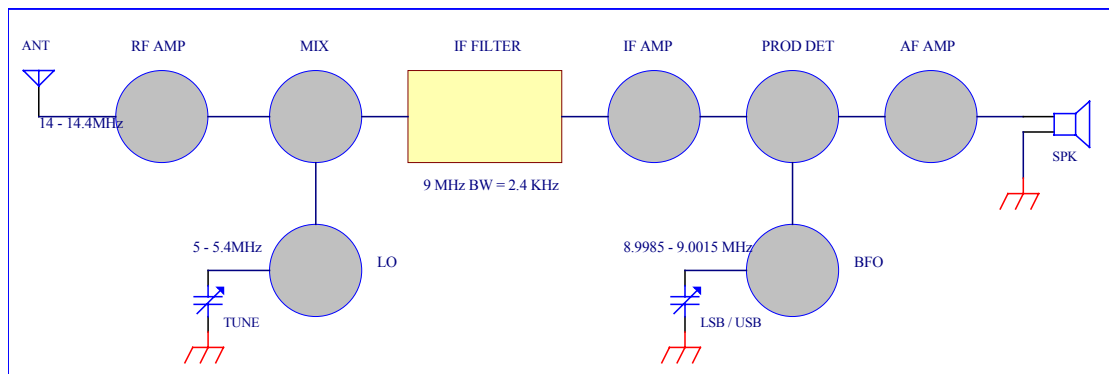 ANT
RF AMP
MIX
IF FILTER
IF AMP
PROD DET
AF AMP
14 - 14.4MHz
SPK
9 MHz BW = 2.4 KHz
5 - 5.4MHz
LO
8.9985 - 9.0015 MHz
BFO
TUNE
LSB / USB